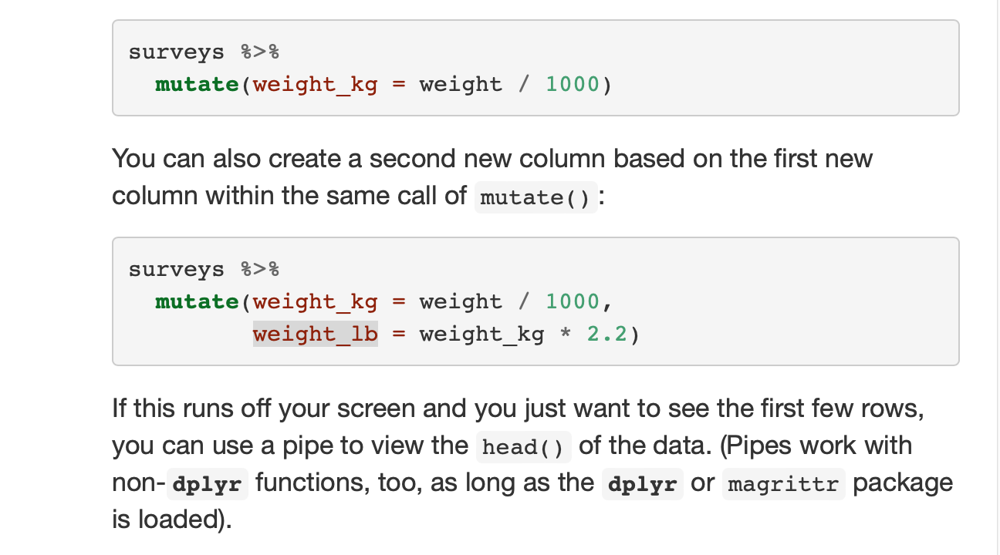 surveys %>%
  mutate(weight_kg = weight / 1000)
You can also create a second new column based on the first new
column within the same call of mutate():
surveys %>%
  mutate(weight_kg = weight / 1000,
         weight_lb = weight_kg * 2.2)
If this runs off your screen and you just want to see the first few rows,
you can use a pipe to view the head() of the data. (Pipes work with
non-dplyr functions, too, as long as the dplyr or magrittr package
is loaded).